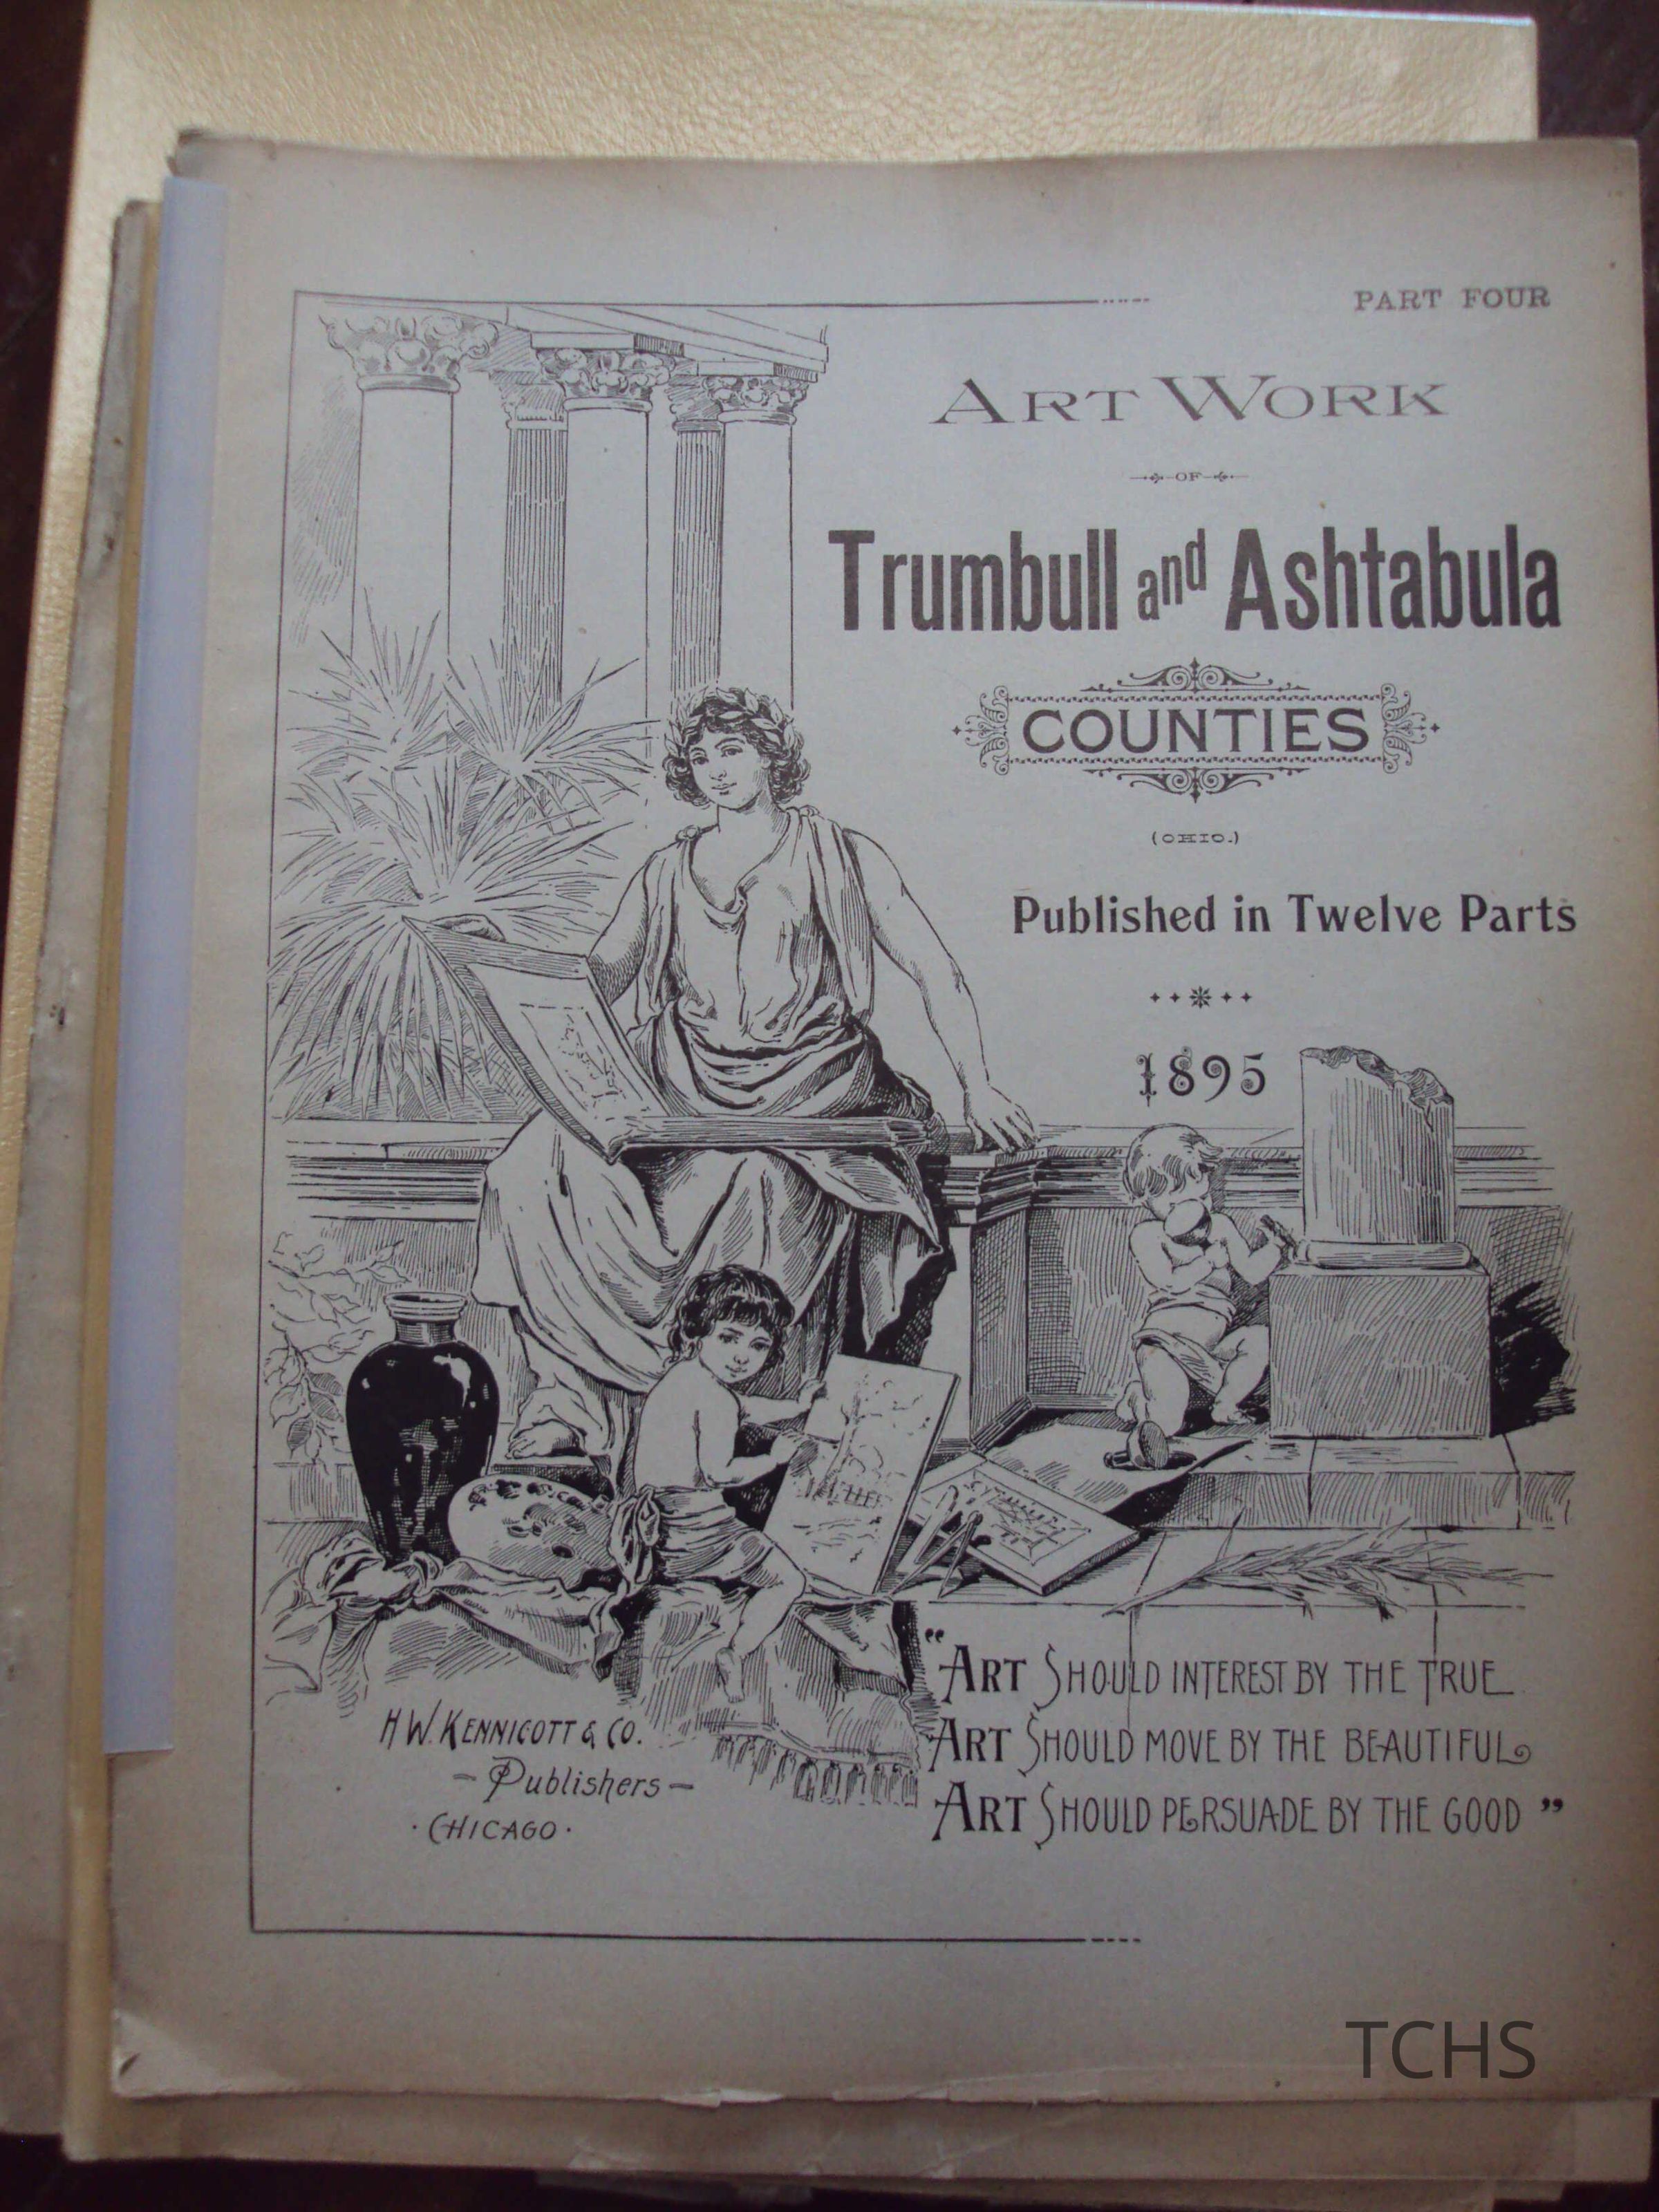 PART FOUR
ART WORK
OF
Trumbull and Ashtabula
COUNTIES
(OHIO.)
Published in Twelve Parts
1895
"ART SHOULD INTEREST BY THE TRUE
ART SHOULD MOVE BY THE BEAUTIFUL
ART SHOULD PERSUADE BY THE GOOD"
H.W. KENNICOTT & CO.
- Publishers -
· CHICAGO ·
TCHS